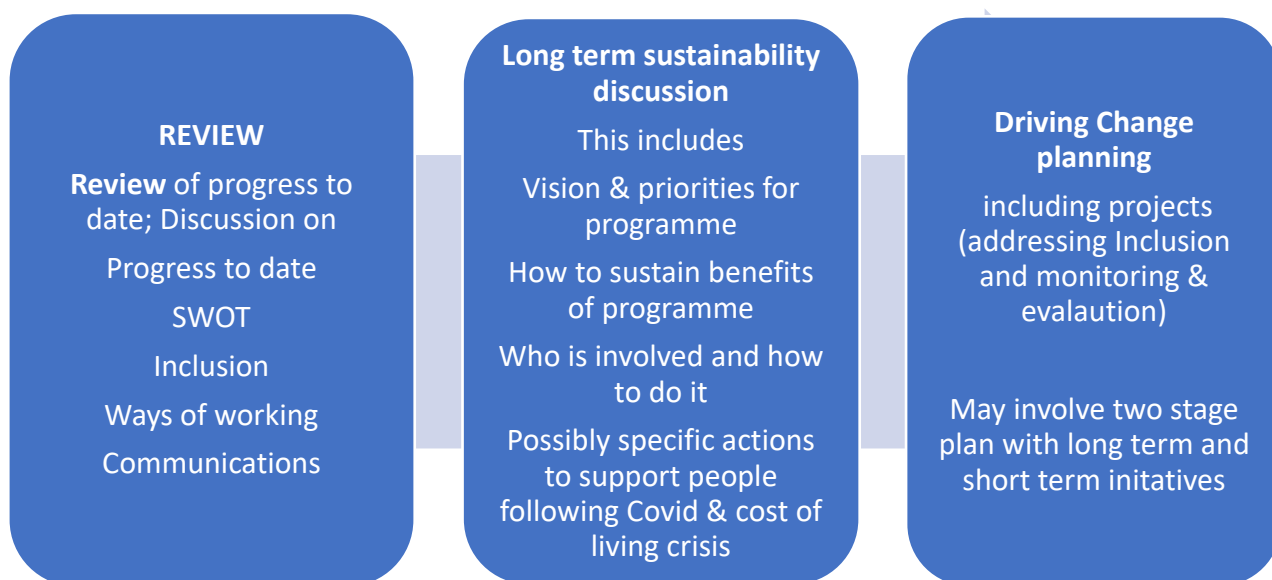 REVIEW
Review of progress to
date; Discussion on
Progress to date
SWOT
Inclusion
Ways of working
Communications
Long term sustainability
discussion
This includes
Vision & priorities for
programme
How to sustain benefits
of programme
Who is involved and how
to do it
Possibly specific actions
to support people
following Covid & cost of
living crisis
Driving Change
planning
including projects
(addressing Inclusion
and monitoring &
evalaution)
May involve two stage
plan with long term and
short term initatives